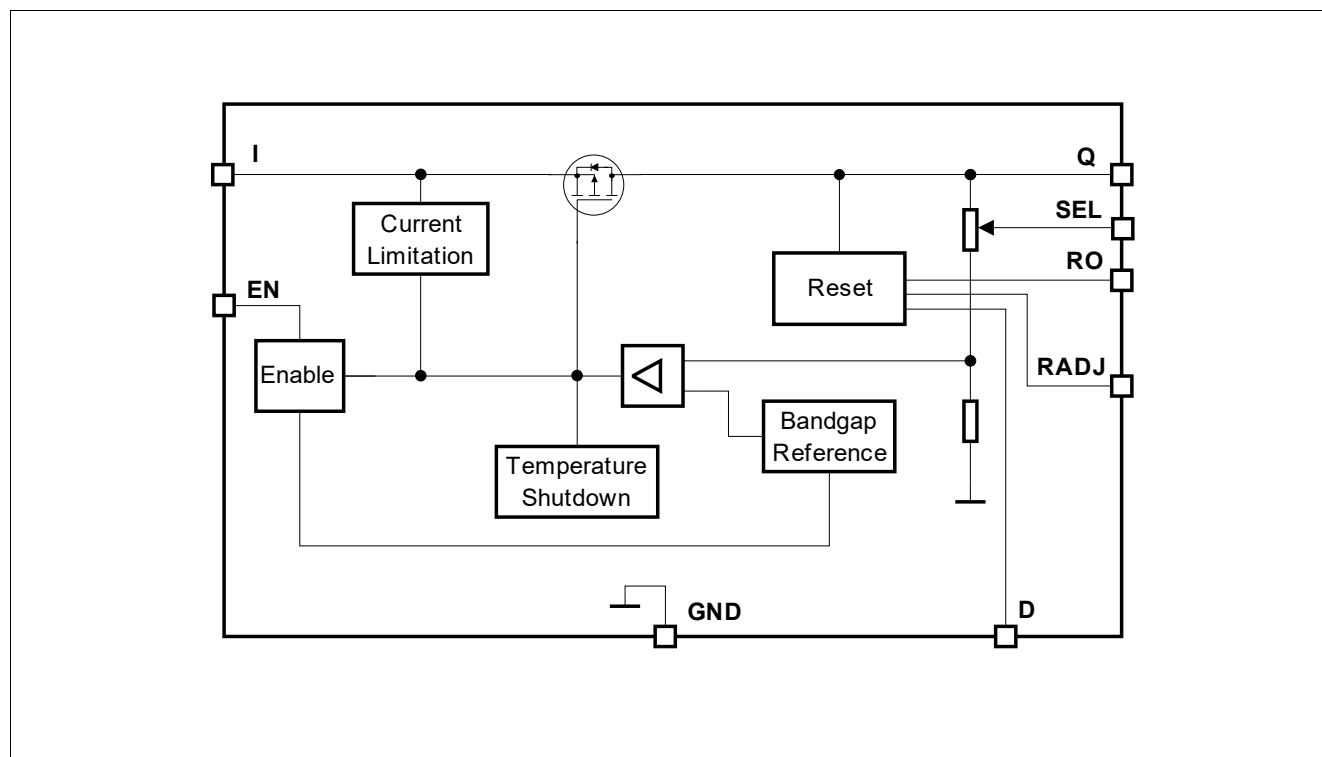 I
Q
SEL
Current
Limitation
RO
EN
Reset
Enable
RADJ
Bandgap
Reference
Temperature
Shutdown
GND
D